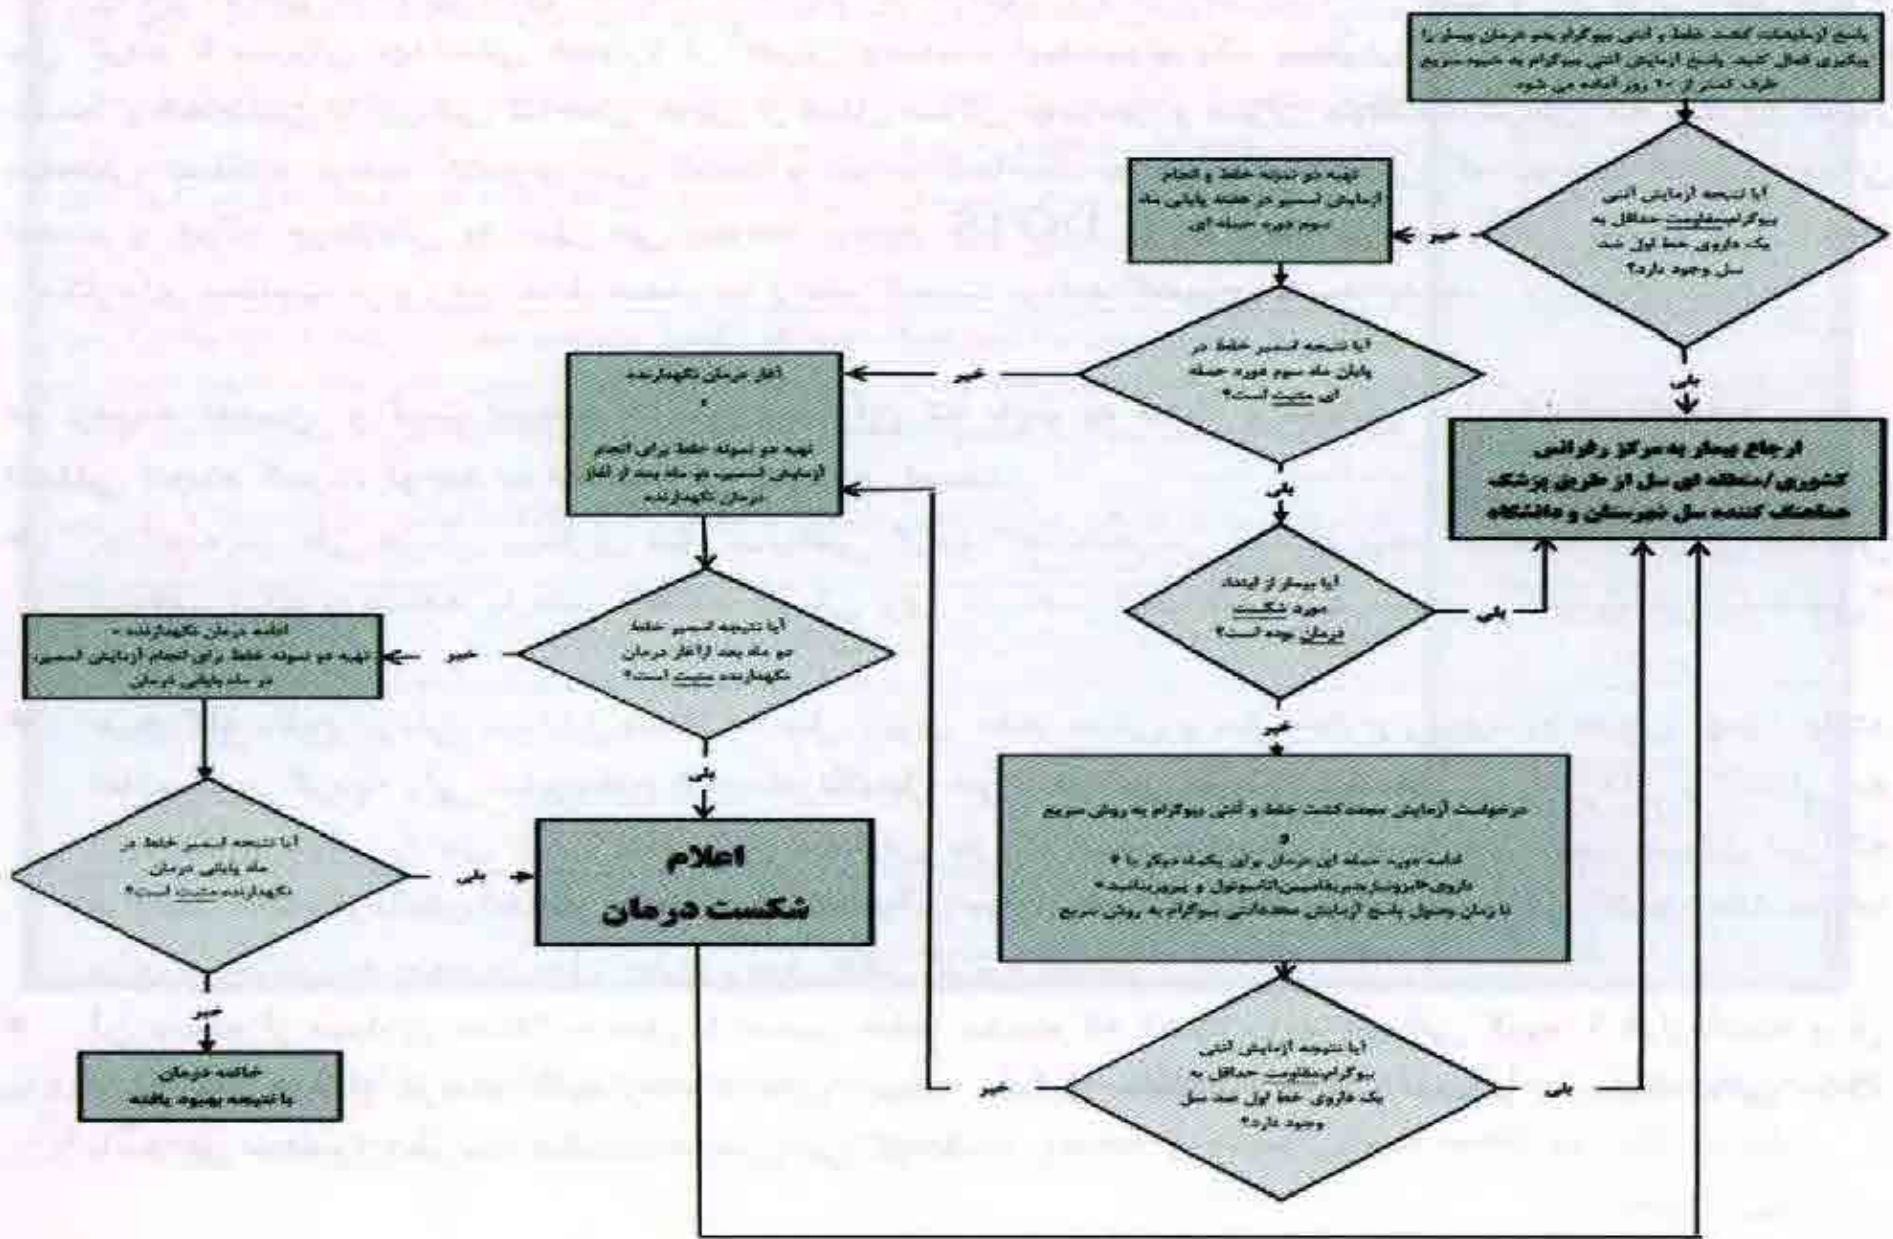 پاسخ آزمایشات کشت خلط و آنتی بیوگرام بدو درمان بیمار را
پیگیری فعال کنید. پاسخ آزمایش آنتی بیوگرام به شیوه سریع
ظرف کمتر از ۱۰ روز آماده می شود.
آیا نتیجه آزمایش آنتی
بیوگرام،مقاومت حداقل به
یک داروی خط اول ضد
سل وجود دارد؟
خیر
بلی
تهیه دو نمونه خلط و انجام
آزمایش اسمیر در هفته پایانی ماه
سوم دوره حمله ای
آیا نتیجه اسمیر خلط در
پایان ماه سوم دوره حمله
ای مثبت است؟
خیر
بلی
ارجاع بیمار به مرکز رفرانس
کشوری/منطقه ای سل از طریق پزشک
هماهنگ کننده سل شهرستان و دانشگاه
آغاز درمان نگهدارنده
و
تهیه دو نمونه خلط برای انجام
آزمایش اسمیر، دو ماه بعد از آغاز
درمان نگهدارنده
آیا بیمار از ابتدا،
مورد شکست
درمان بوده است؟
بلی
خیر
آیا نتیجه اسمیر خلط
دو ماه بعد ازآغاز درمان
نگهدارنده مثبت است؟
خیر
بلی
ادامه درمان نگهدارنده -
تهیه دو نمونه خلط برای انجام آزمایش اسمیر،
در ماه پایانی درمان
درخواست آزمایش مجدد کشت خلط و آنتی بیوگرام به روش سریع
و
ادامه دوره حمله ای درمان برای یکماه دیگر با ۴
داروی «ایزونیازید،ریفامپین،اتامبوتول و پیرازینامید»
تا زمان وصول پاسخ آزمایش مجددآنتی بیوگرام به روش سریع
آیا نتیجه اسمیر خلط در
ماه پایانی درمان
نگهدارنده مثبت است؟
بلی
خیر
اعلام
شکست درمان
آیا نتیجه آزمایش آنتی
بیوگرام،مقاومت حداقل به
یک داروی خط اول ضد سل
وجود دارد؟
خیر
بلی
خاتمه درمان
با نتیجه بهبود یافته